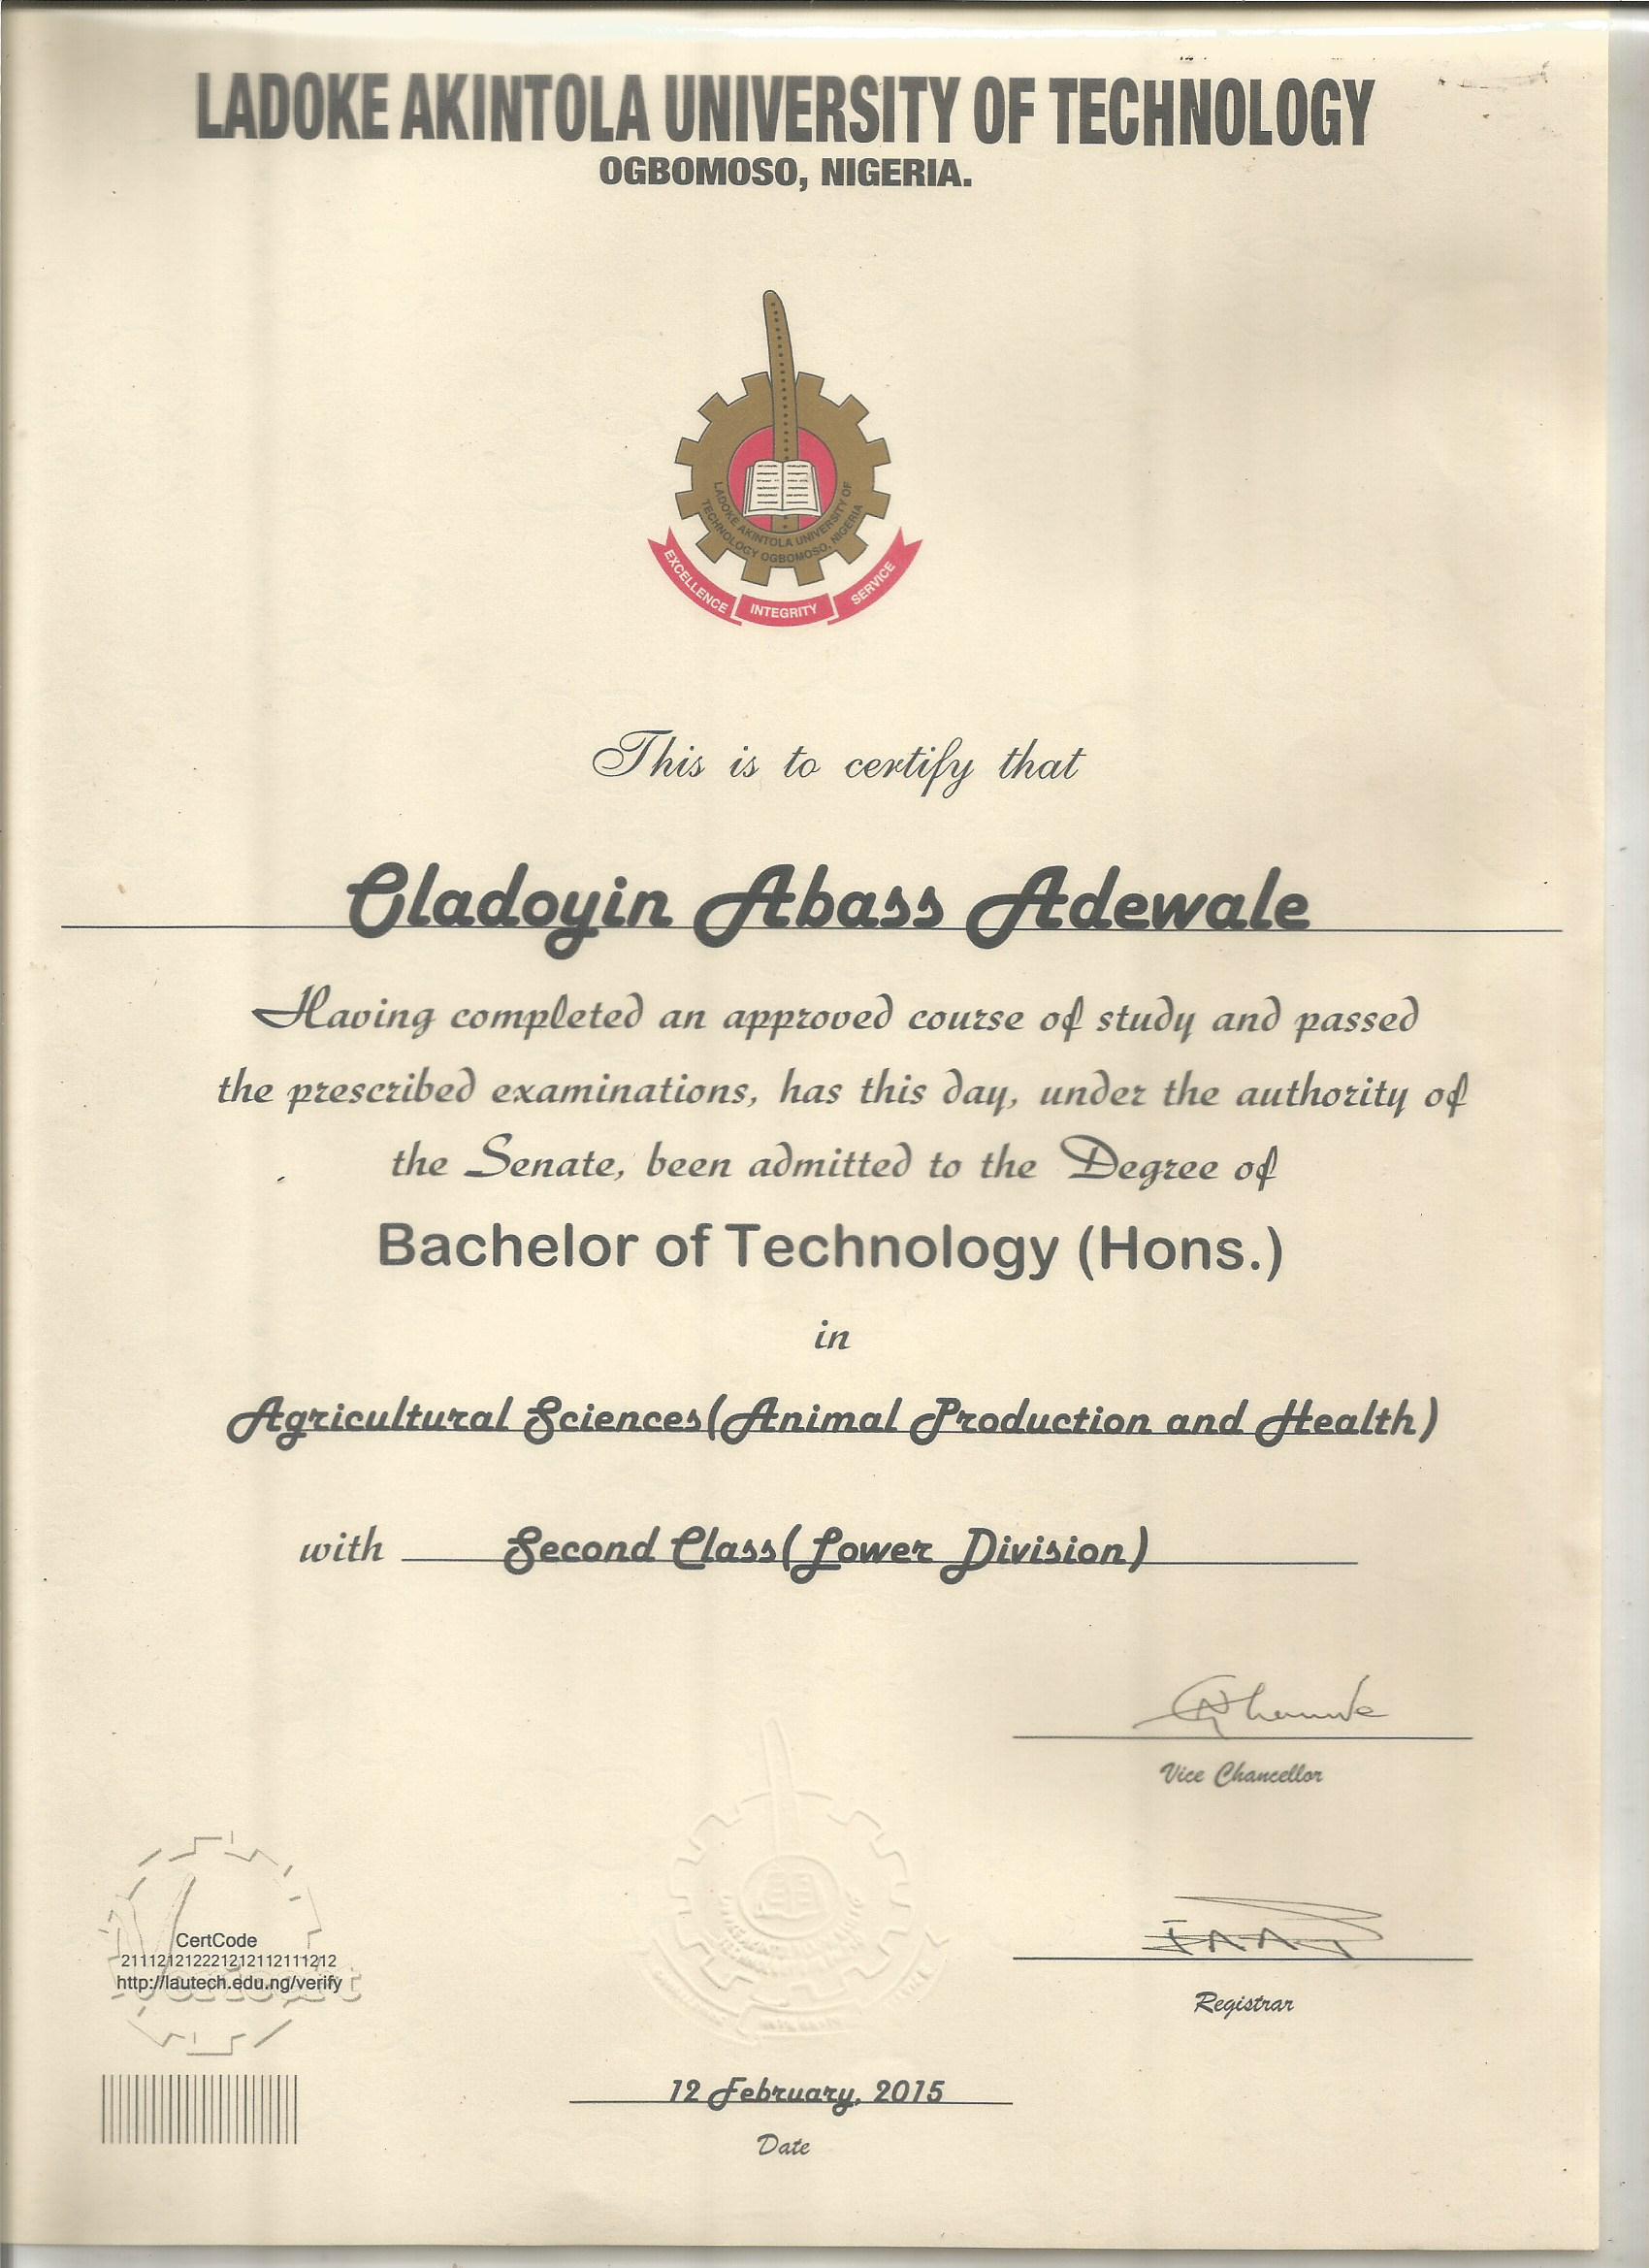 LADOKE AKINTOLA UNIVERSITY OF TECHNOLOGY
OGBOMOSO, NIGERIA.
LADOKE AKINTOLA UNIVERSITY OF
TECHNOLOGY OGBOMOSO, NIGERIA
EXCELLENCE INTEGRITY SERVICE
This is to certify that
Oladoyin Abass Adewale
Having completed an approved course of study and passed
the prescribed examinations, has this day, under the authority of
the Senate, been admitted to the Degree of
Bachelor of Technology (Hons.)
in
Agricultural Sciences(Animal Production and Health)
with Second Class(Lower Division)
Vice Chancellor
CertCode
2111212122212121121112​12
http://lautech.edu.ng/verify
Registrar
12 February, 2015
Date